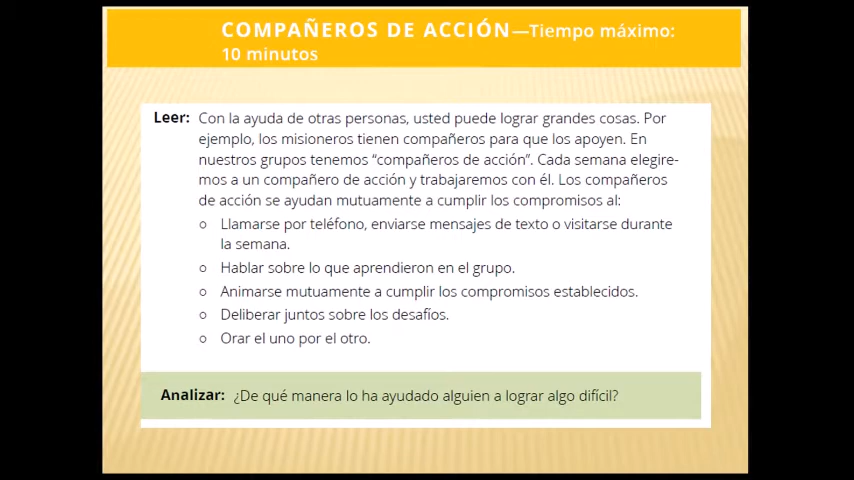 COMPAÑEROS DE ACCIÓN—Tiempo máximo:
10 minutos
Leer: Con la ayuda de otras personas, usted puede lograr grandes cosas. Por
ejemplo, los misioneros tienen compañeros para que los apoyen. En
nuestros grupos tenemos “compañeros de acción”. Cada semana elegire-
mos a un compañero de acción y trabajaremos con él. Los compañeros
de acción se ayudan mutuamente a cumplir los compromisos al:
○ Llamarse por teléfono, enviarse mensajes de texto o visitarse durante
la semana.
○ Hablar sobre lo que aprendieron en el grupo.
○ Animarse mutuamente a cumplir los compromisos establecidos.
○ Deliberar juntos sobre los desafíos.
○ Orar el uno por el otro.
Analizar: ¿De qué manera lo ha ayudado alguien a lograr algo difícil?